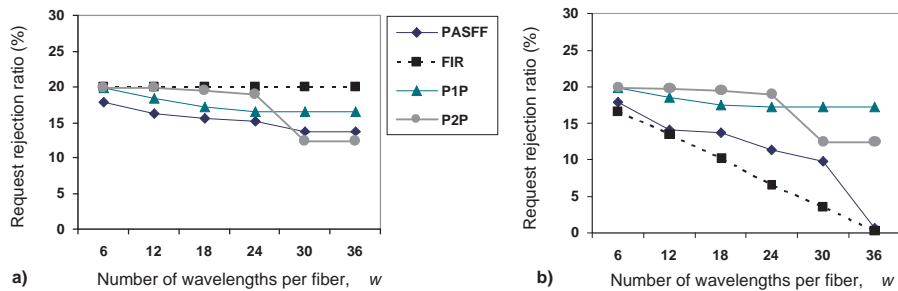 30
25
20
15
10
5
0
Request rejection ratio (%)
6 12 18 24 30 36
a) Number of wavelengths per fiber, w
PASFF
FIR
P1P
P2P
30
25
20
15
10
5
0
Request rejection ratio (%)
6 12 18 24 30 36
b) Number of wavelengths per fiber, w